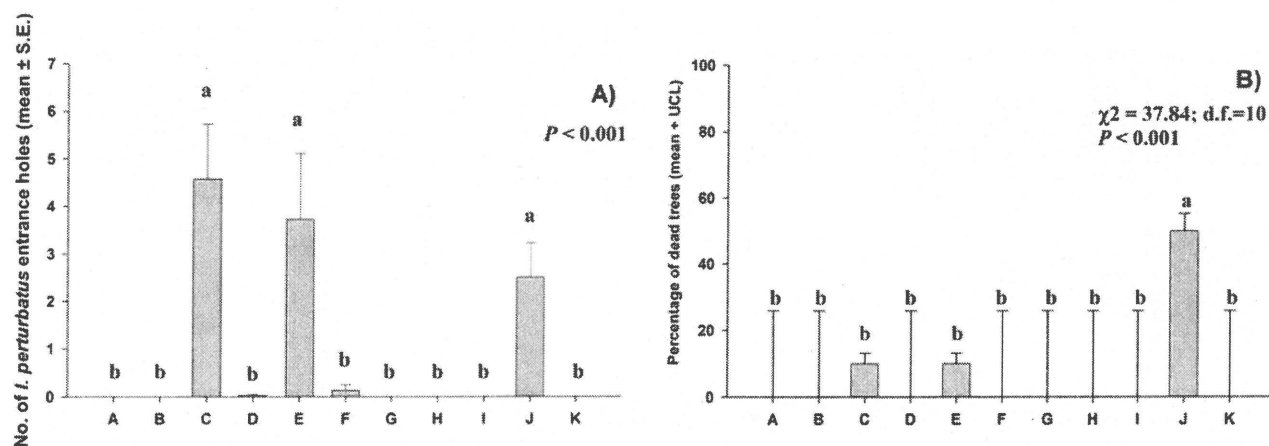 No. of I. perturbatus entrance holes (mean ± S.E.)
7
6
5
4
3
2
1
0
a
a
a
b b b b b b b b
A)
P < 0.001
A B C D E F G H I J K
Percentage of dead trees (mean + UCL)
100
80
60
40
20
0
B)
χ2 = 37.84; d.f.=10
P < 0.001
a
b b b b b b b b b b
A B C D E F G H I J K